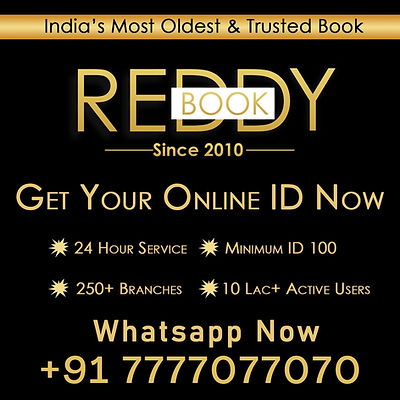 India's Most Oldest & Trusted Book
REDDY
BOOK
Since 2010
Get Your Online ID Now
24 Hour Service
Minimum ID 100
250+ Branches
10 Lac+ Active Users
Whatsapp Now
+91 7777077070